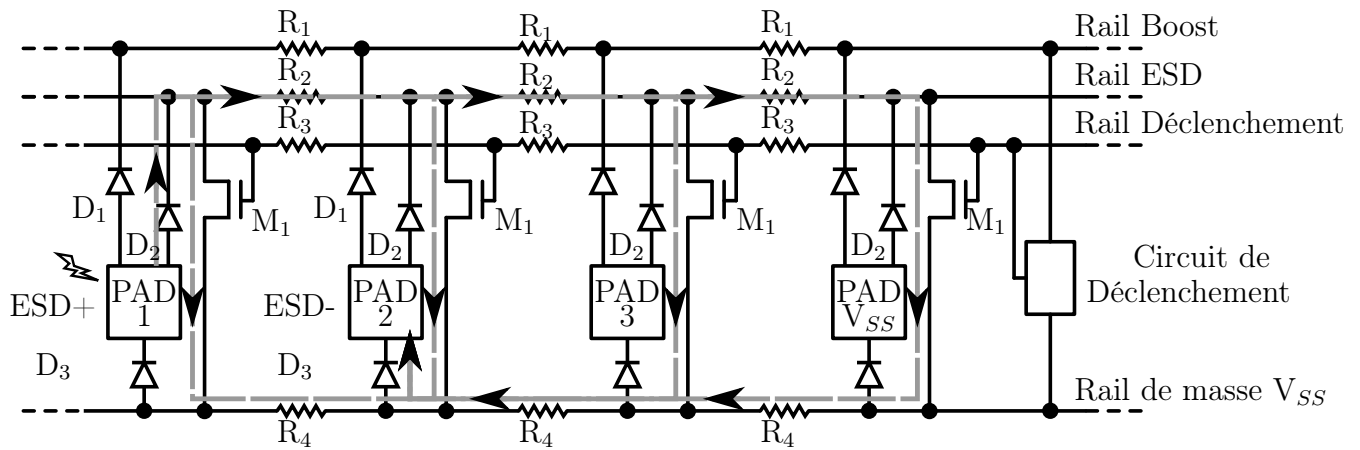 R₁ R₁ R₁ Rail Boost
R₂ R₂ R₂ Rail ESD
R₃ R₃ R₃ Rail Déclenchement
D₁ M₁ D₁ M₁ M₁ M₁
D₂ D₂ D₂ D₂
ESD+ PAD 1
ESD- PAD 2
PAD 3
PAD V_SS
Circuit de
Déclenchement
D₃ D₃
Rail de masse V_SS
R₄ R₄ R₄